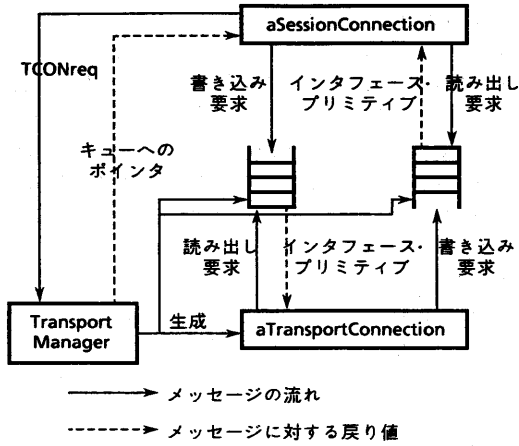 aSessionConnection
TCONreq
書き込み
要求
インタフェース・
プリミティブ
読み出し
要求
キューへの
ポインタ
読み出し
要求
インタフェース・
プリミティブ
書き込み
要求
Transport
Manager
生成
aTransportConnection
メッセージの流れ
メッセージに対する戻り値